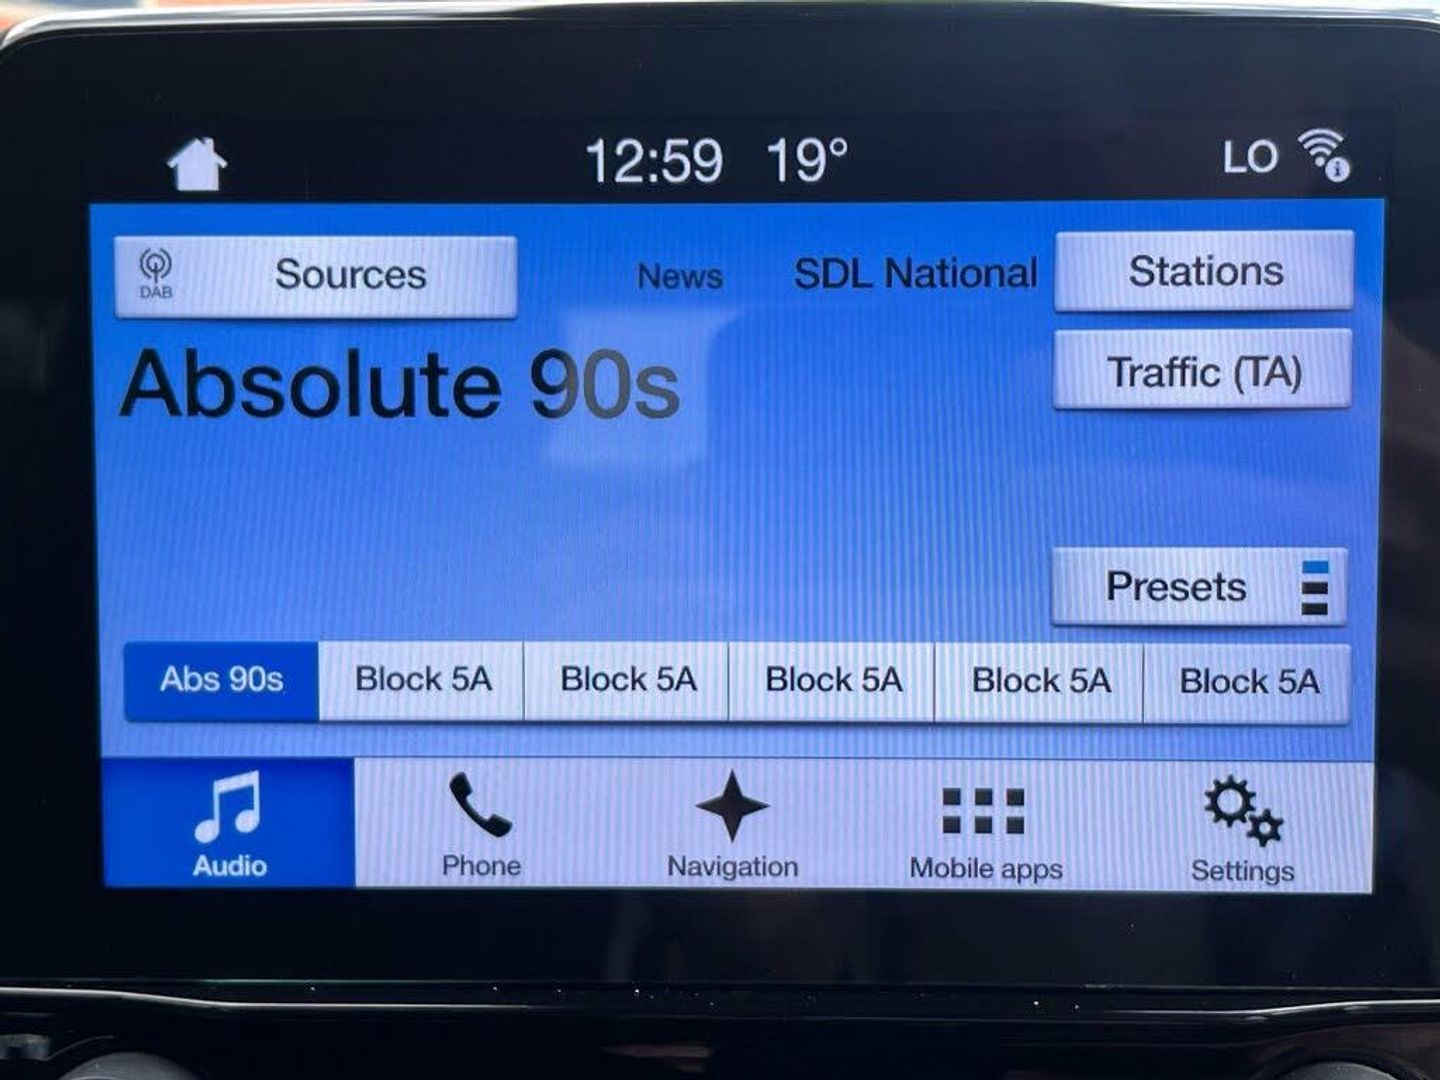 12:59 19° LO
DAB Sources News SDL National Stations
Absolute 90s Traffic (TA)
Presets
Abs 90s Block 5A Block 5A Block 5A Block 5A Block 5A
Audio Phone Navigation Mobile apps Settings